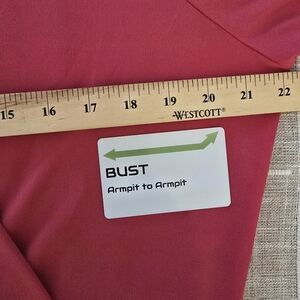 15 16 17 18 19 20 21 22
WESTCOTT®
BUST
Armpit to Armpit